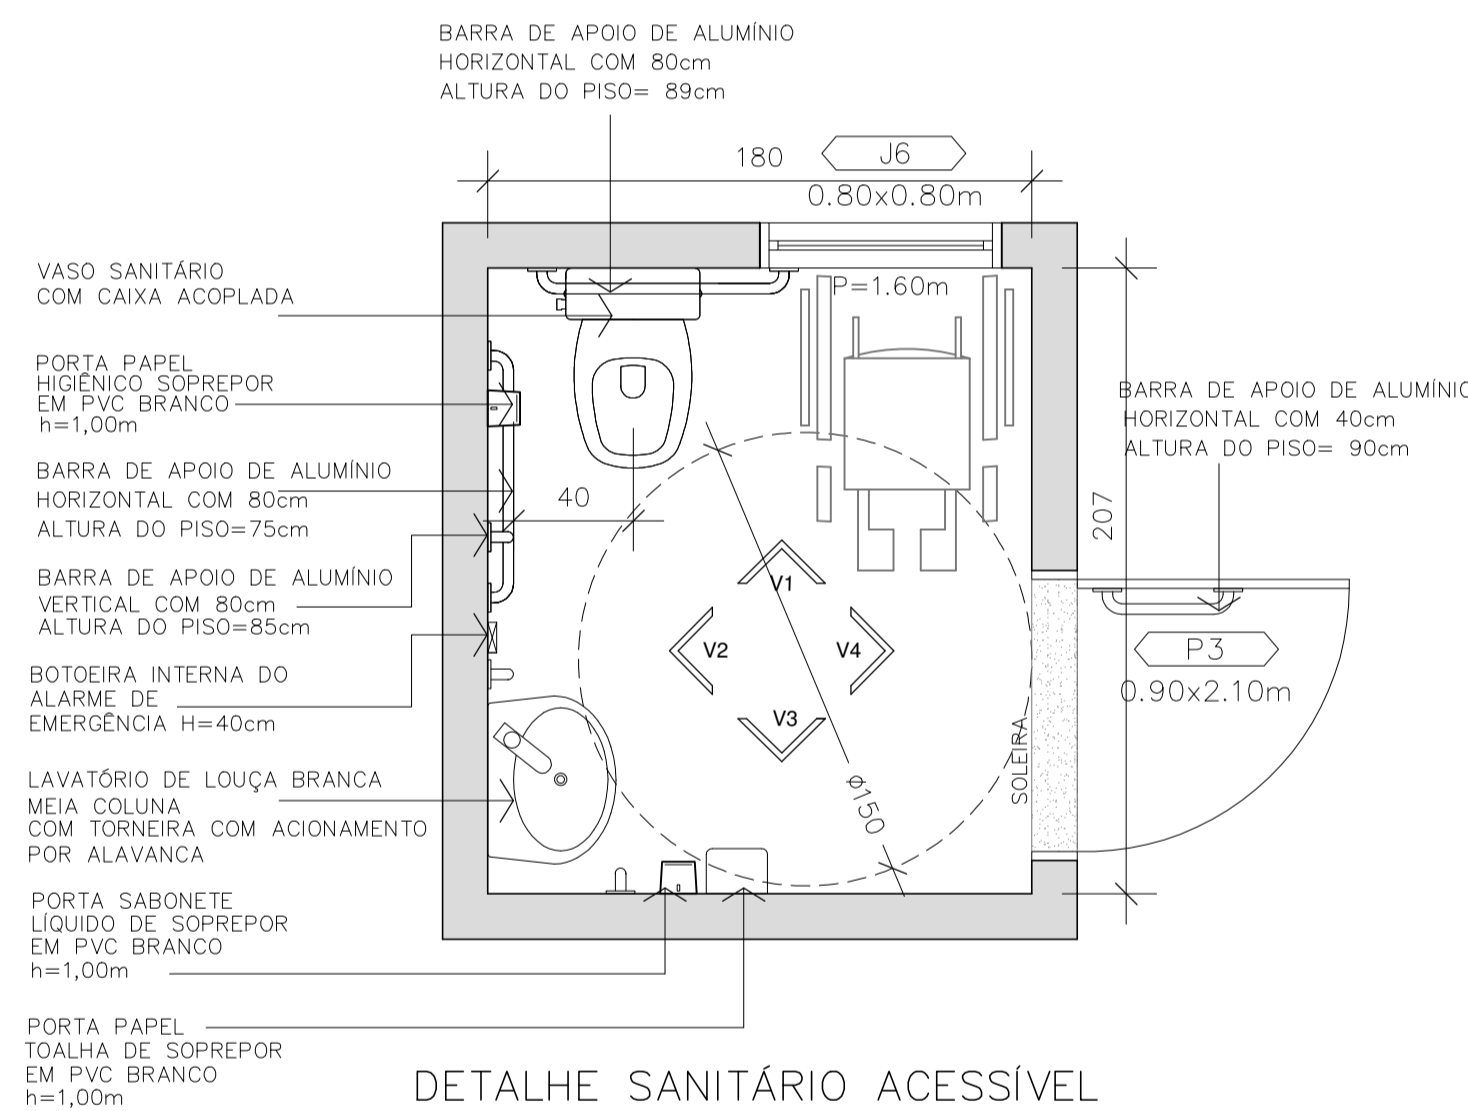 BARRA DE APOIO DE ALUMÍNIO
HORIZONTAL COM 80cm
ALTURA DO PISO= 89cm
180
J6
0.80x0.80m
VASO SANITÁRIO
COM CAIXA ACOPLADA
P=1.60m
PORTA PAPEL
HIGIÊNICO SOPREPOR
EM PVC BRANCO
h=1,00m
BARRA DE APOIO DE ALUMÍNIO
HORIZONTAL COM 40cm
ALTURA DO PISO= 90cm
BARRA DE APOIO DE ALUMÍNIO
HORIZONTAL COM 80cm
ALTURA DO PISO=75cm
40
207
BARRA DE APOIO DE ALUMÍNIO
VERTICAL COM 80cm
ALTURA DO PISO=85cm
V1
V2
V4
V3
P3
0.90x2.10m
BOTOEIRA INTERNA DO
ALARME DE
EMERGÊNCIA H=40cm
SOLEIRA
ø150
LAVATÓRIO DE LOUÇA BRANCA
MEIA COLUNA
COM TORNEIRA COM ACIONAMENTO
POR ALAVANCA
PORTA SABONETE
LÍQUIDO DE SOPREPOR
EM PVC BRANCO
h=1,00m
PORTA PAPEL
TOALHA DE SOPREPOR
EM PVC BRANCO
h=1,00m
DETALHE SANITÁRIO ACESSÍVEL